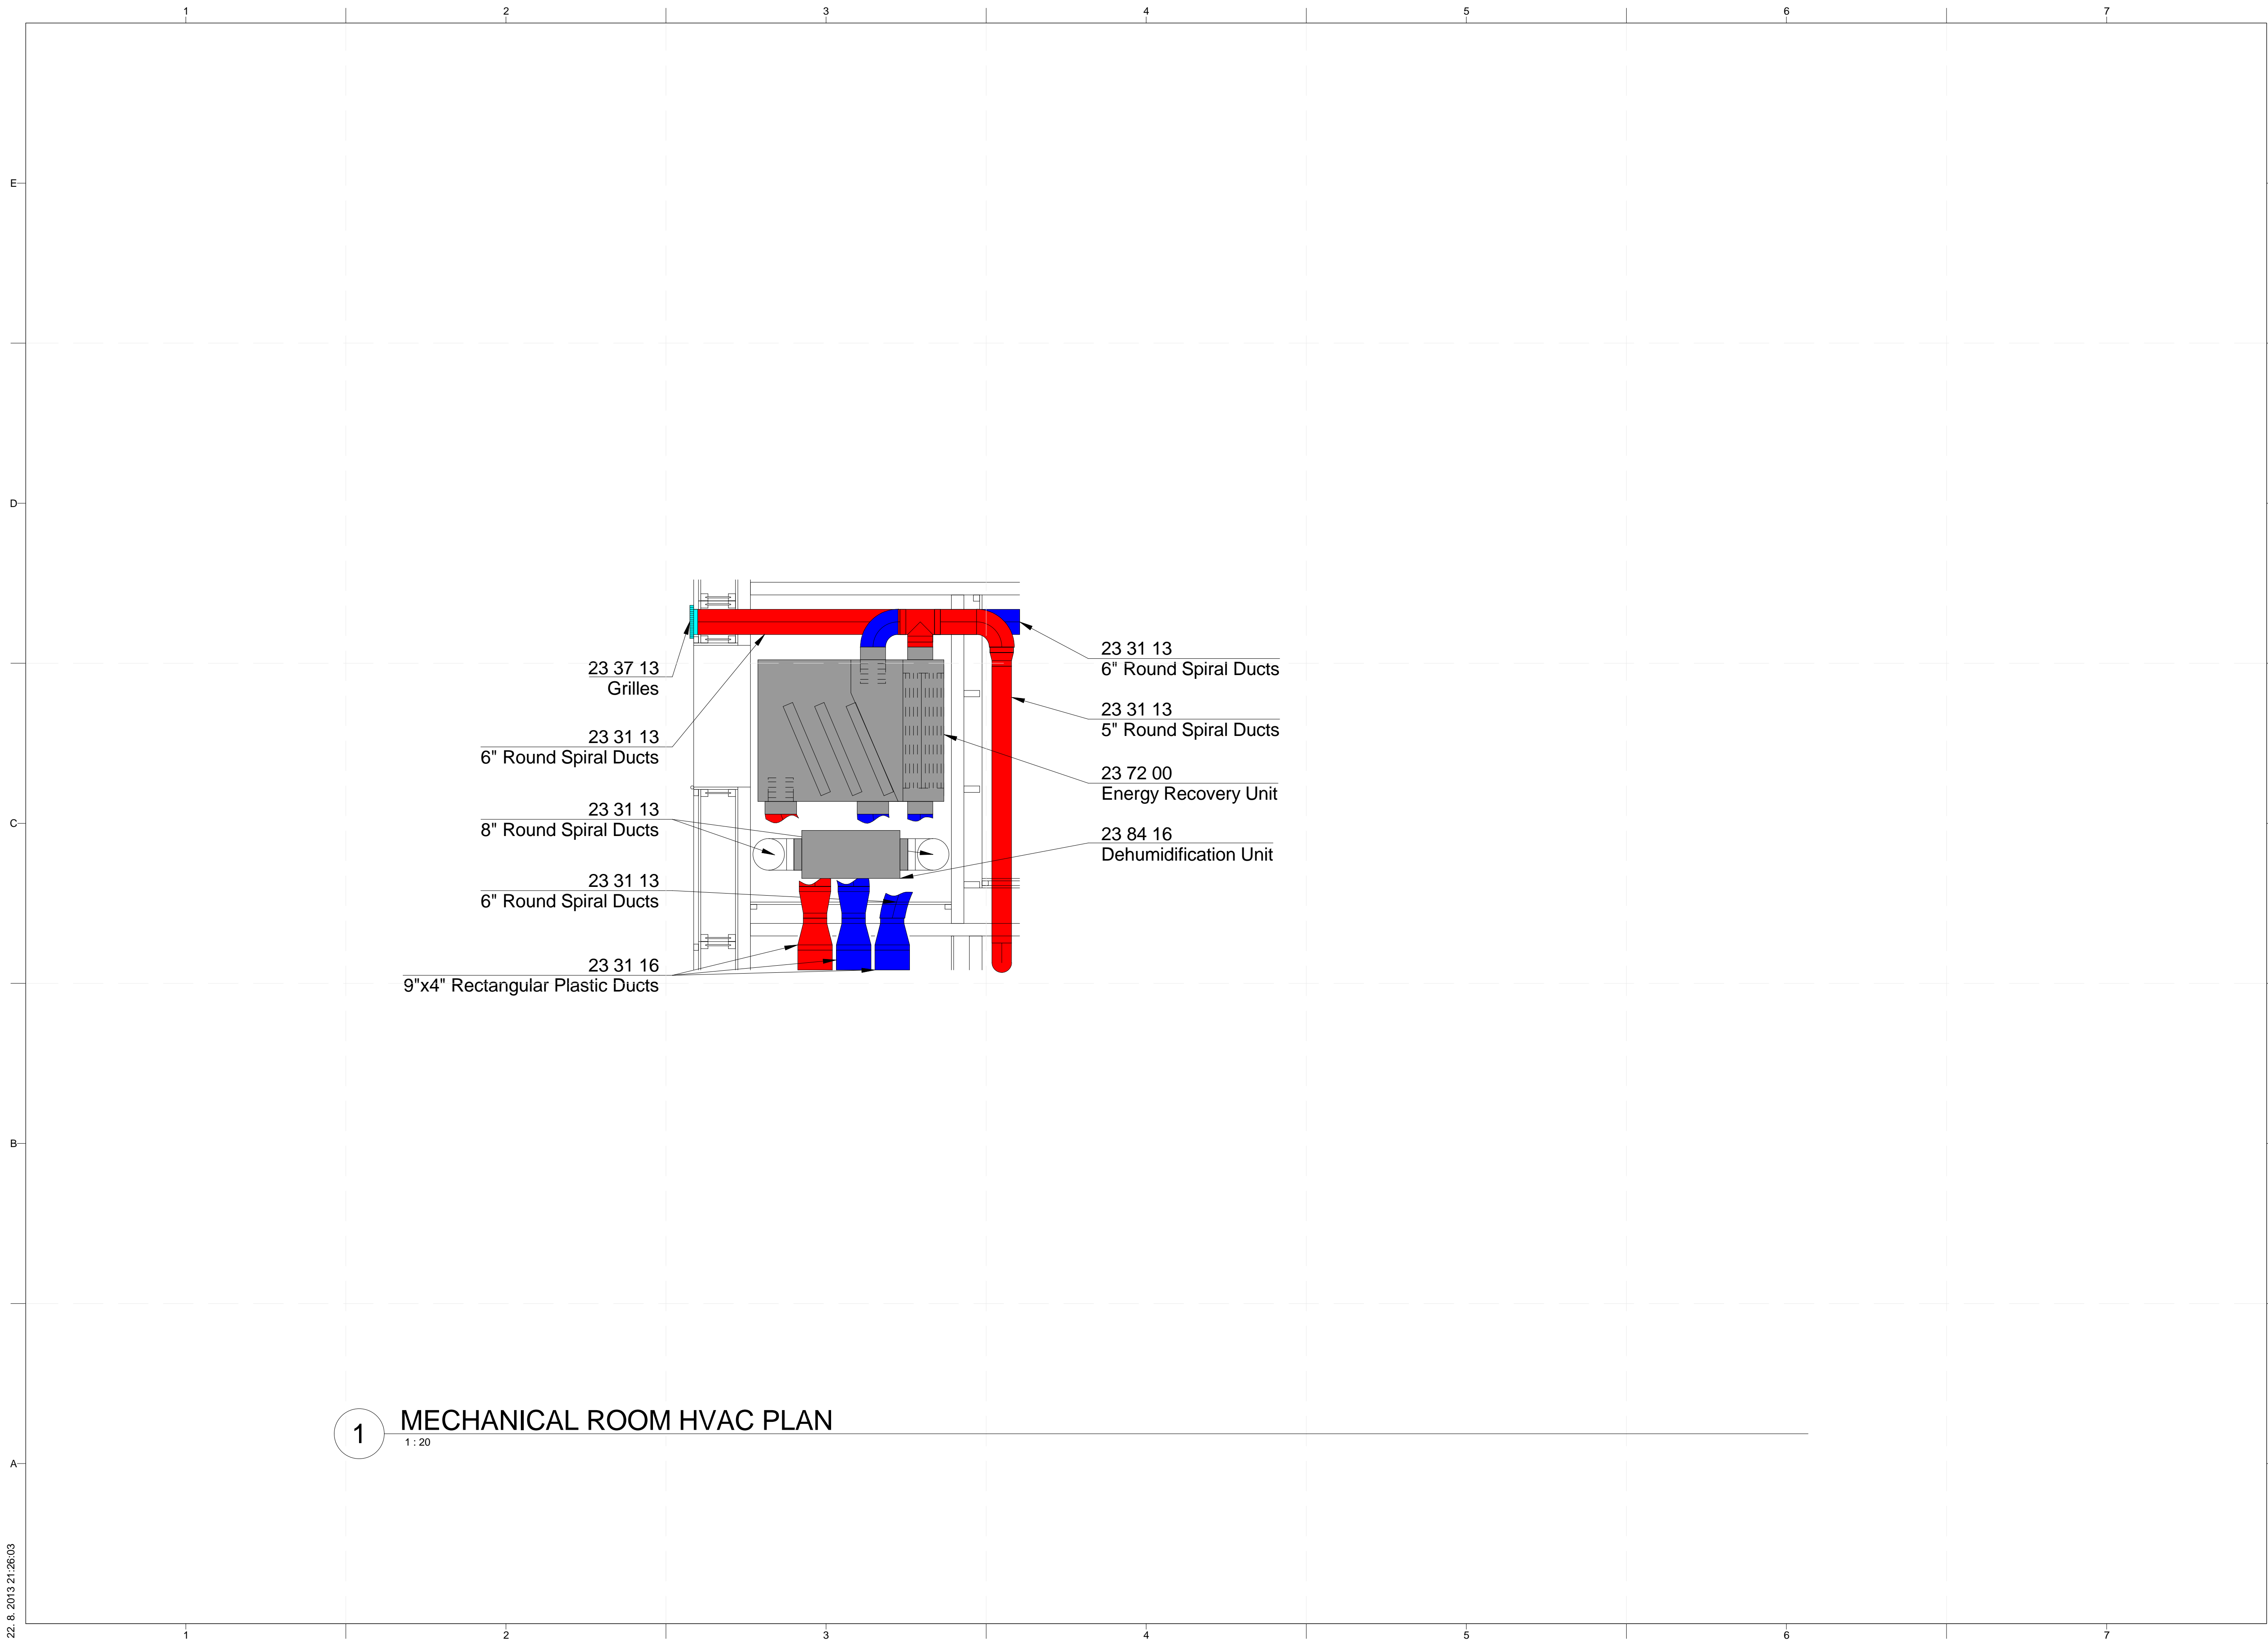 1 2 3 4 5 6 7
E
D
23 37 13
Grilles
23 31 13
6" Round Spiral Ducts
23 31 13
8" Round Spiral Ducts
23 31 13
6" Round Spiral Ducts
23 31 16
9"x4" Rectangular Plastic Ducts
23 31 13
6" Round Spiral Ducts
23 31 13
5" Round Spiral Ducts
23 72 00
Energy Recovery Unit
23 84 16
Dehumidification Unit
C
B
1 MECHANICAL ROOM HVAC PLAN
1 : 20
A
22. 8. 2013 21:26:03
1 2 3 4 5 6 7